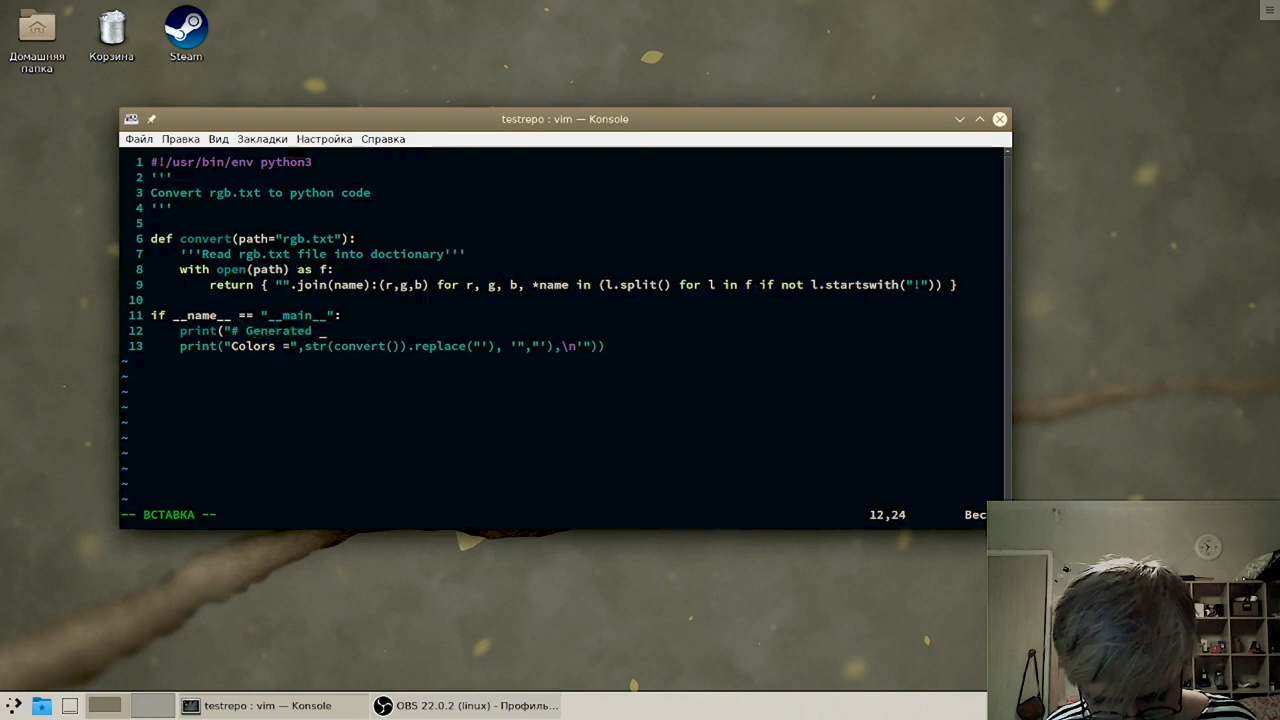 Домашняя папка
Корзина
Steam
testrepo : vim — Konsole
Файл Правка Вид Закладки Настройка Справка
1 #!/usr/bin/env python3
2 '''
3 Convert rgb.txt to python code
4 '''
5
6 def convert(path="rgb.txt"):
7     '''Read rgb.txt file into doctionary'''
8     with open(path) as f:
9         return { "".join(name):(r,g,b) for r, g, b, *name in (l.split() for l in f if not l.startswith("!")) }
10
11 if __name__ == "__main__":
12     print("# Generated _
13     print("Colors =",str(convert()).replace("'), '","'),\n'"))
~
~
~
~
~
~
~
~
~
~
-- ВСТАВКА --
12,24
Вес
testrepo : vim — Konsole
OBS 22.0.2 (linux) - Профиль...